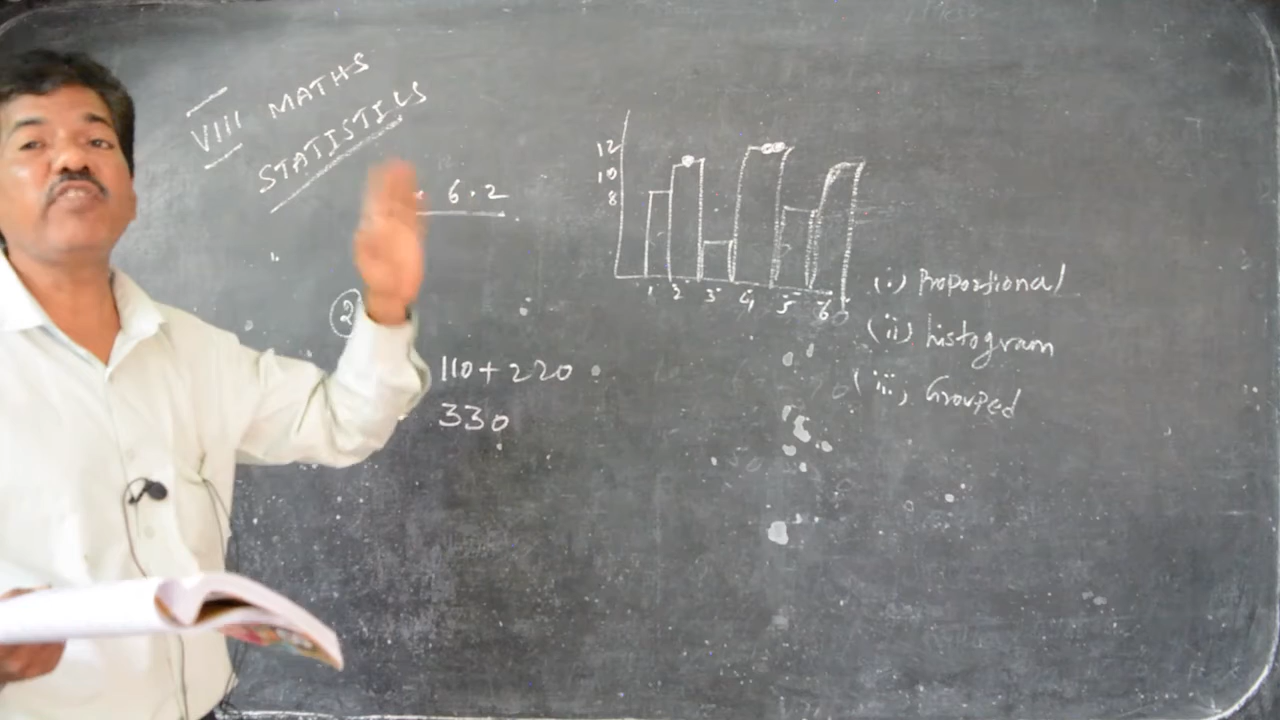 VIII MATHS
STATISTICS
6.2
2
110+220
330
12
10
8
1 2 3 4 5 6
(i) Proportional
(ii) histogram
(iii) Grouped